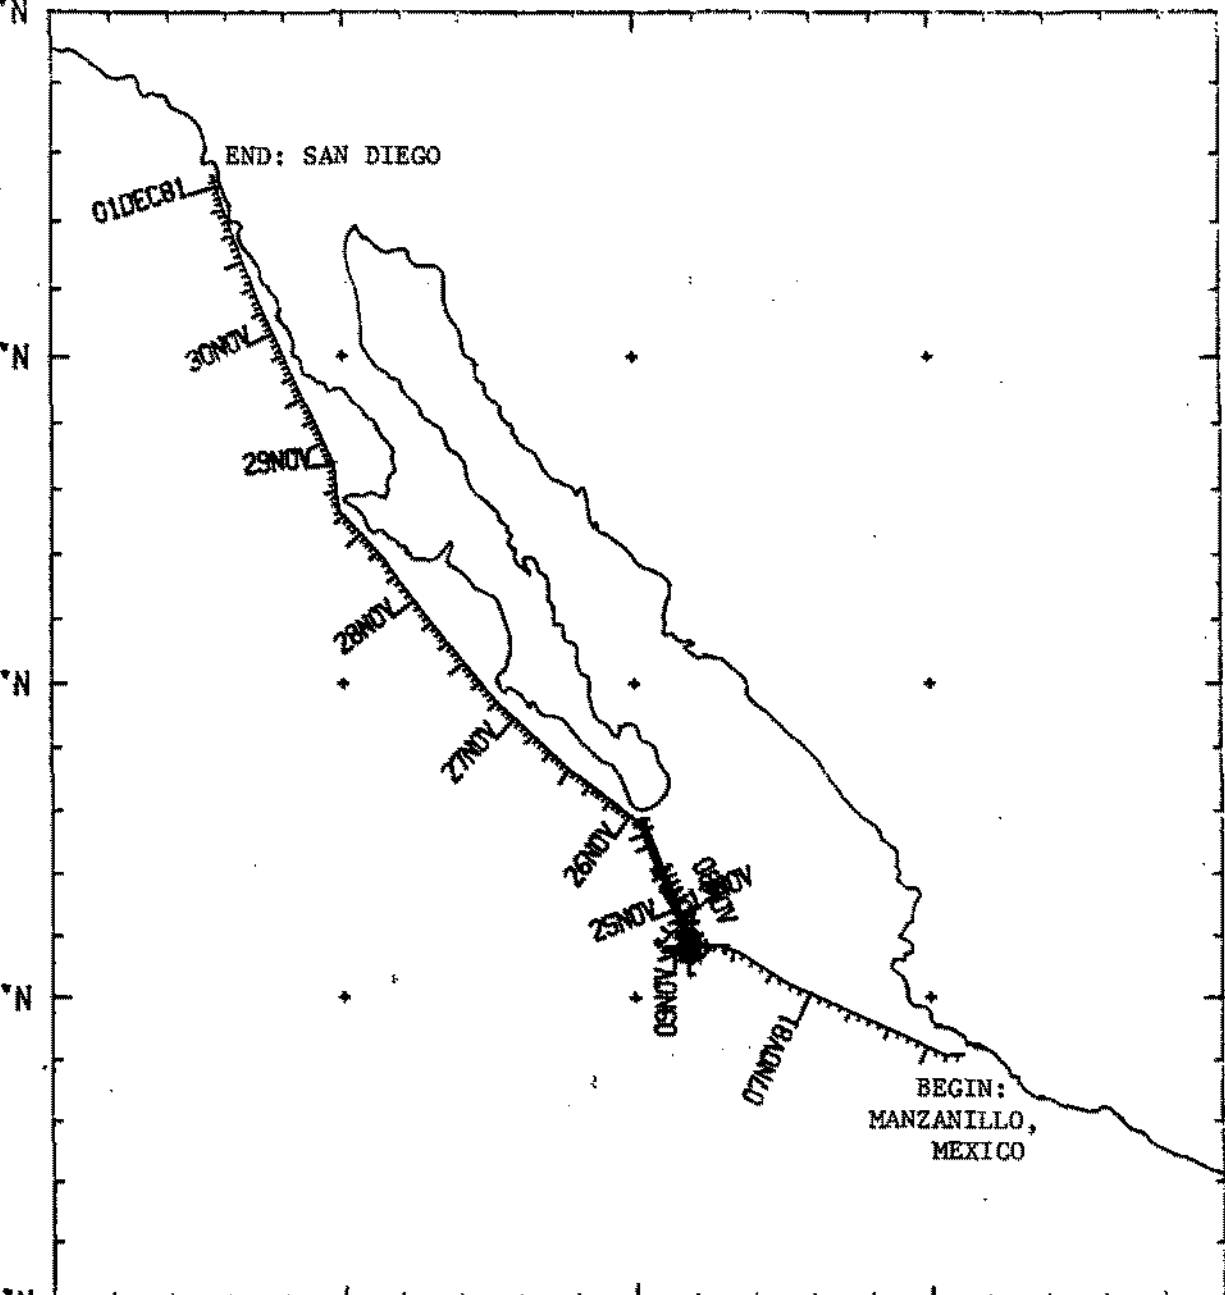 °N
END: SAN DIEGO
01DEC81
30NOV
°N
29NOV
28NOV
°N
27NOV
26NOV
25NOV
09NOV
°N
07NOV81
BEGIN:
MANZANILLO,
MEXICO
°N